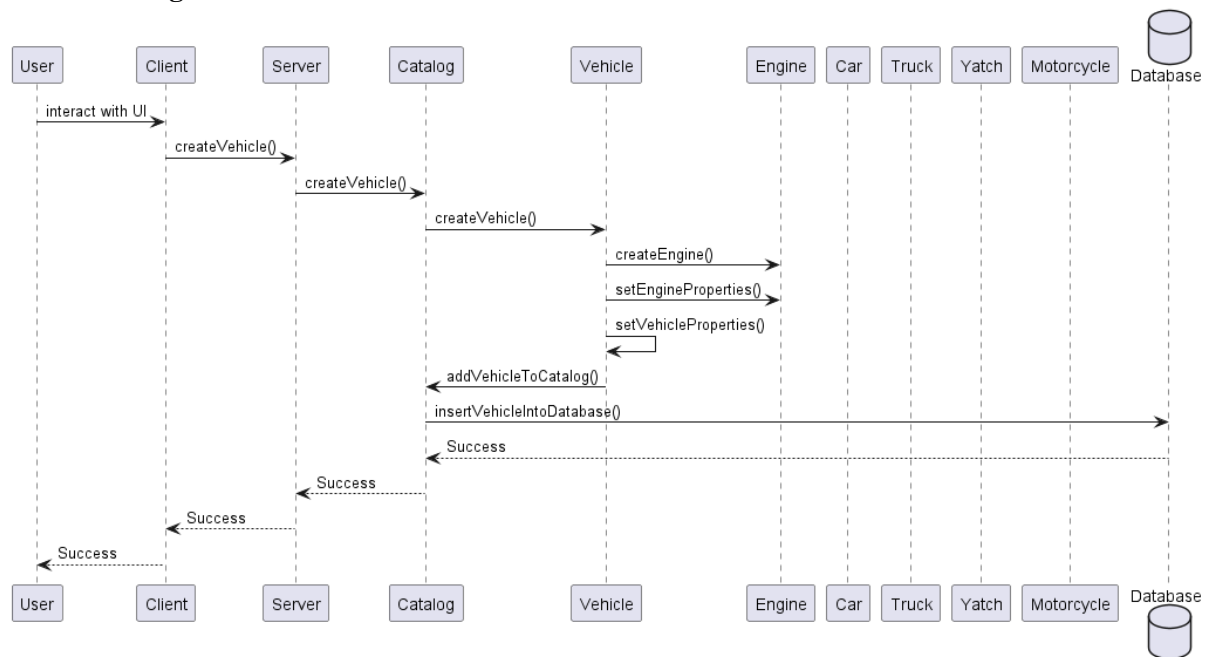 User Client Server Catalog Vehicle Engine Car Truck Yatch Motorcycle Database
interact with UI
createVehicle()
createVehicle()
createVehicle()
createEngine()
setEngineProperties()
setVehicleProperties()
addVehicleToCatalog()
insertVehicleIntoDatabase()
Success
Success
Success
Success
User Client Server Catalog Vehicle Engine Car Truck Yatch Motorcycle Database